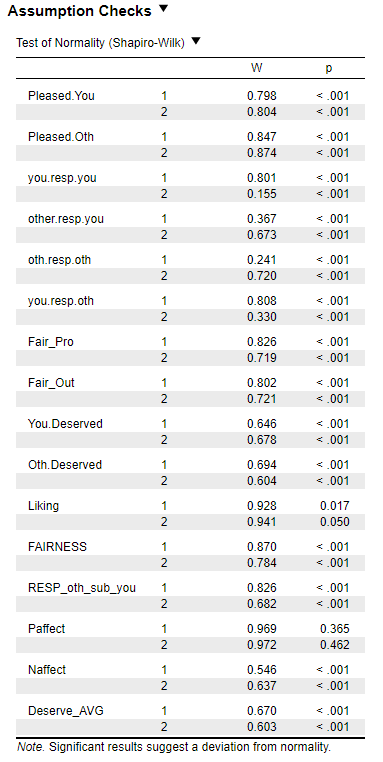 Assumption Checks ▼
Test of Normality (Shapiro-Wilk) ▼
W p
Pleased.You 1 0.798 < .001
2 0.804 < .001
Pleased.Oth 1 0.847 < .001
2 0.874 < .001
you.resp.you 1 0.801 < .001
2 0.155 < .001
other.resp.you 1 0.367 < .001
2 0.673 < .001
oth.resp.oth 1 0.241 < .001
2 0.720 < .001
you.resp.oth 1 0.808 < .001
2 0.330 < .001
Fair_Pro 1 0.826 < .001
2 0.719 < .001
Fair_Out 1 0.802 < .001
2 0.721 < .001
You.Deserved 1 0.646 < .001
2 0.678 < .001
Oth.Deserved 1 0.694 < .001
2 0.604 < .001
Liking 1 0.928 0.017
2 0.941 0.050
FAIRNESS 1 0.870 < .001
2 0.784 < .001
RESP_oth_sub_you 1 0.826 < .001
2 0.682 < .001
Paffect 1 0.969 0.365
2 0.972 0.462
Naffect 1 0.546 < .001
2 0.637 < .001
Deserve_AVG 1 0.670 < .001
2 0.603 < .001
Note. Significant results suggest a deviation from normality.